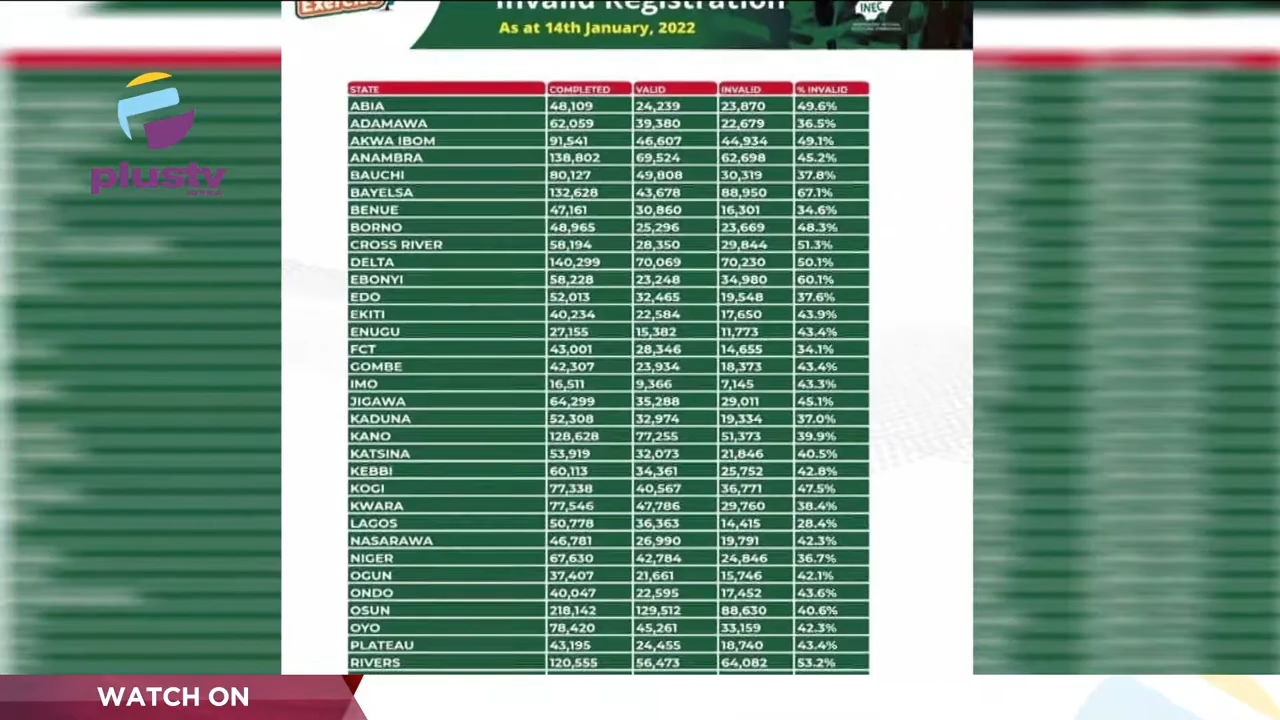 Exercise
Invalid Registration
As at 14th January, 2022
INEC
plustv
STATE COMPLETED VALID INVALID % INVALID
ABIA 48,109 24,239 23,870 49.6%
ADAMAWA 62,059 39,380 22,679 36.5%
AKWA IBOM 91,541 46,607 44,934 49.1%
ANAMBRA 138,802 69,524 62,698 45.2%
BAUCHI 80,127 49,808 30,319 37.8%
BAYELSA 132,628 43,678 88,950 67.1%
BENUE 47,161 30,860 16,301 34.6%
BORNO 48,965 25,296 23,669 48.3%
CROSS RIVER 58,194 28,350 29,844 51.3%
DELTA 140,299 70,069 70,230 50.1%
EBONYI 58,228 23,248 34,980 60.1%
EDO 52,013 32,465 19,548 37.6%
EKITI 40,234 22,584 17,650 43.9%
ENUGU 27,155 15,382 11,773 43.4%
FCT 43,001 28,346 14,655 34.1%
GOMBE 42,307 23,934 18,373 43.4%
IMO 16,511 9,366 7,145 43.3%
JIGAWA 64,299 35,288 29,011 45.1%
KADUNA 52,308 32,974 19,334 37.0%
KANO 128,628 77,255 51,373 39.9%
KATSINA 53,919 32,073 21,846 40.5%
KEBBI 60,113 34,361 25,752 42.8%
KOGI 77,338 40,567 36,771 47.5%
KWARA 77,546 47,786 29,760 38.4%
LAGOS 50,778 36,363 14,415 28.4%
NASARAWA 46,781 26,990 19,791 42.3%
NIGER 67,630 42,784 24,846 36.7%
OGUN 37,407 21,661 15,746 42.1%
ONDO 40,047 22,595 17,452 43.6%
OSUN 218,142 129,512 88,630 40.6%
OYO 78,420 45,261 33,159 42.3%
PLATEAU 43,195 24,455 18,740 43.4%
RIVERS 120,555 56,473 64,082 53.2%
WATCH ON